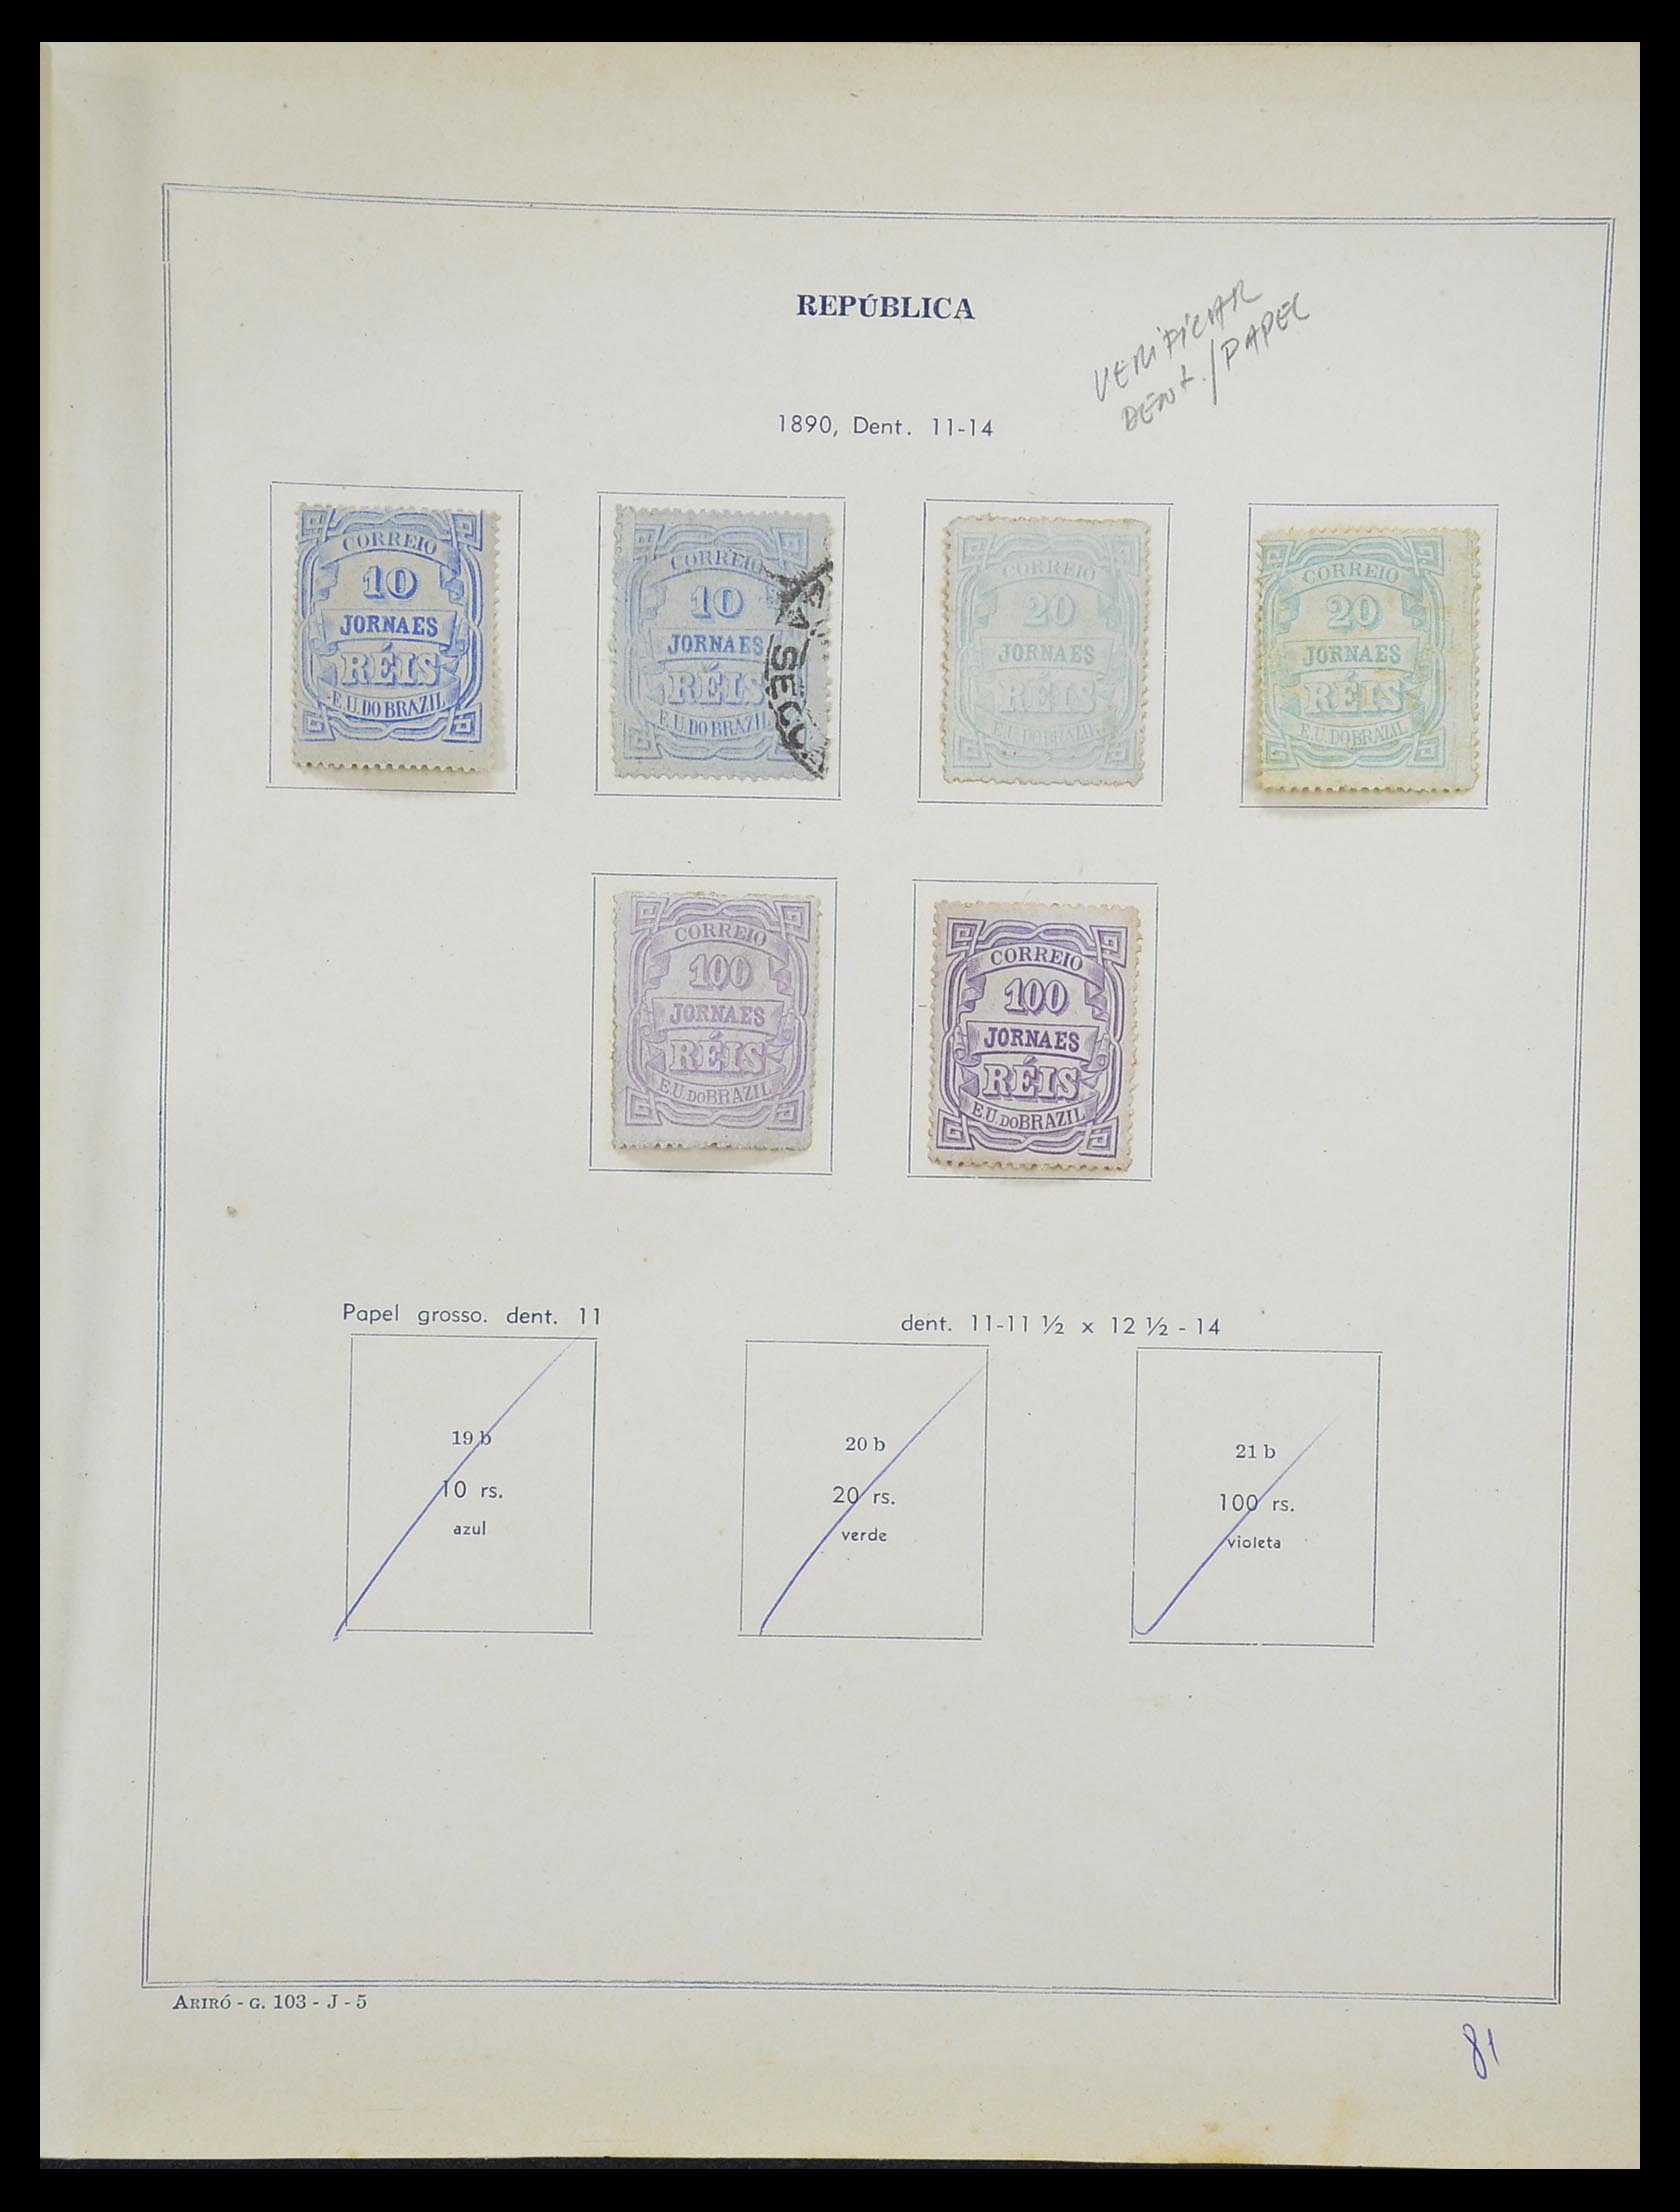 REPÚBLICA
VERIFICAR
DENT./PAPEL
1890, Dent. 11-14
CORREIO
10
JORNAES
RÉIS
E.U.DO BRAZIL
CORREIO
10
JORNAES
RÉIS
E.U.DO BRAZIL
CORREIO
20
JORNAES
RÉIS
E.U.DO BRAZIL
CORREIO
20
JORNAES
RÉIS
E.U.DO BRAZIL
CORREIO
100
JORNAES
RÉIS
E.U. DO BRAZIL
CORREIO
100
JORNAES
RÉIS
E.U. DO BRAZIL
Papel grosso. dent. 11
dent. 11-11 ½ x 12 ½ - 14
19 b
10 rs.
azul
20 b
20 rs.
verde
21 b
100 rs.
violeta
ARIRÓ - G. 103 - J - 5
81